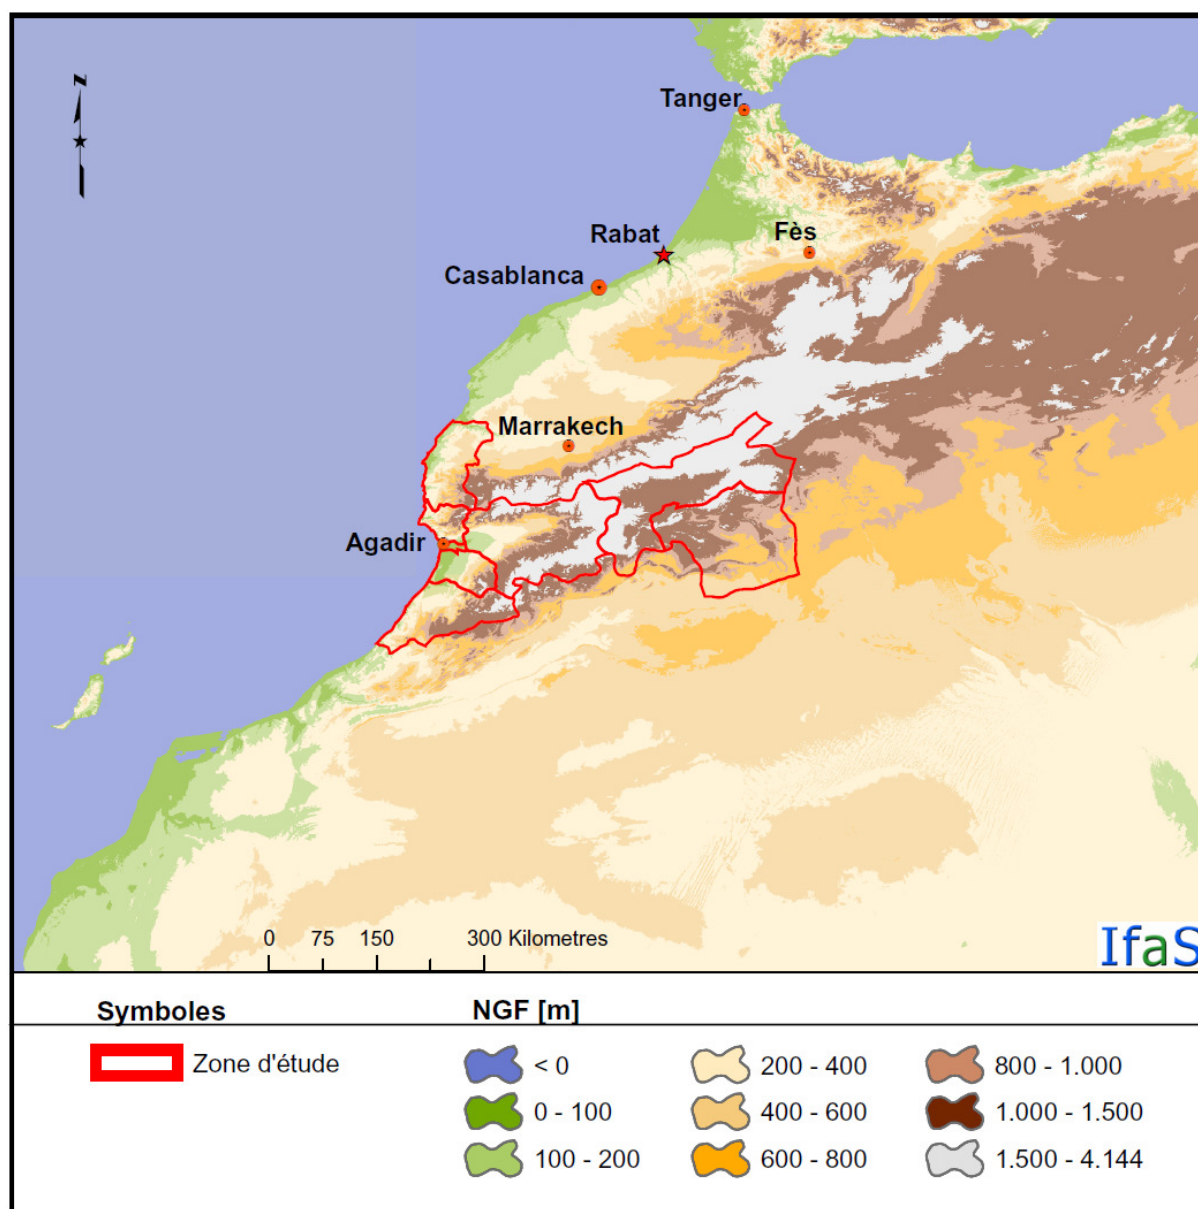 N
Tanger
Rabat
Fès
Casablanca
Marrakech
Agadir
0 75 150 300 Kilometres
IfaS
Symboles
NGF [m]
Zone d'étude
< 0
200 - 400
800 - 1.000
0 - 100
400 - 600
1.000 - 1.500
100 - 200
600 - 800
1.500 - 4.144